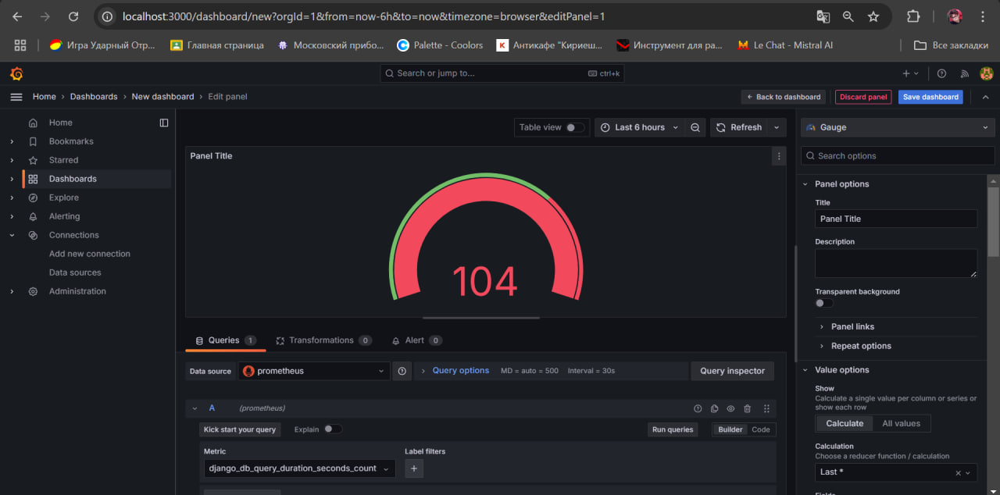 localhost:3000/dashboard/new?orgId=1&from=now-6h&to=now&timezone=browser&editPanel=1
Игра Ударный Отр... Главная страница Московский прибо... Palette - Coolors Антикафе "Кириеш... Инструмент для ра... Le Chat - Mistral AI Все закладки
Search or jump to... ctrl+k
Home › Dashboards › New dashboard › Edit panel Back to dashboard Discard panel Save dashboard
Home
Bookmarks
Starred
Dashboards
Explore
Alerting
Connections
Add new connection
Data sources
Administration
Table view Last 6 hours Refresh
Panel Title
104
Queries 1 Transformations 0 Alert 0
Data source prometheus Query options MD = auto = 500 Interval = 30s Query inspector
A (prometheus)
Kick start your query Explain Run queries Builder Code
Metric Label filters
django_db_query_duration_seconds_count +
Gauge
Search options
Panel options
Title
Panel Title
Description
Transparent background
Panel links
Repeat options
Value options
Show
Calculate a single value per column or series or
show each row
Calculate All values
Calculation
Choose a reducer function / calculation
Last *